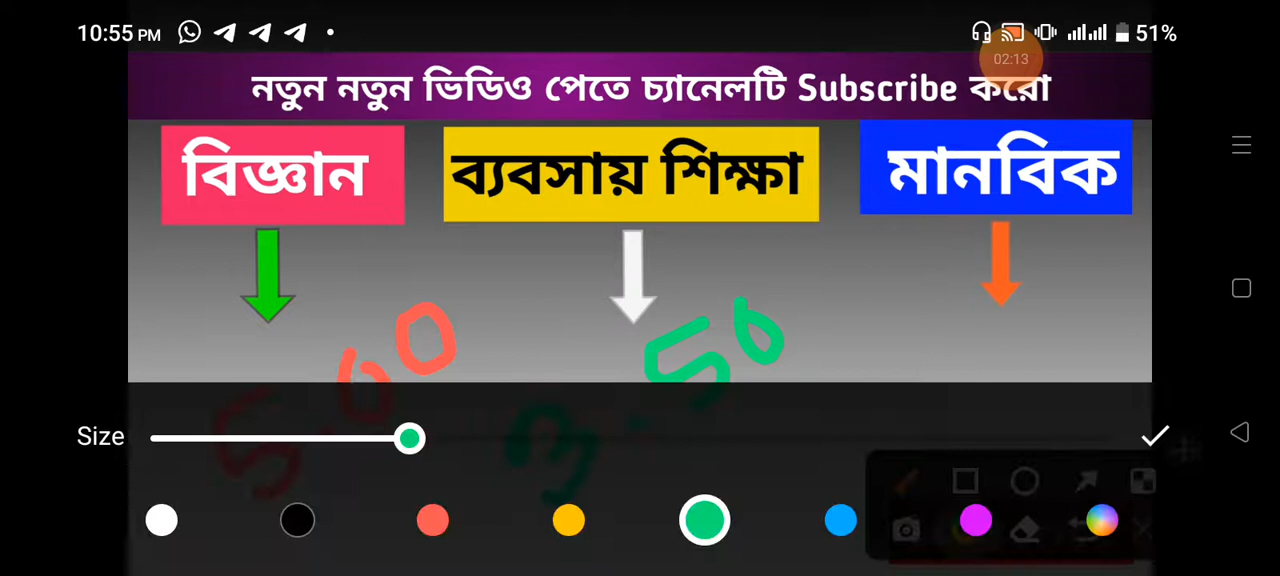 10:55 PM 51%
02:13
নতুন নতুন ভিডিও পেতে চ্যানেলটি Subscribe করো
বিজ্ঞান ব্যবসায় শিক্ষা মানবিক
Size